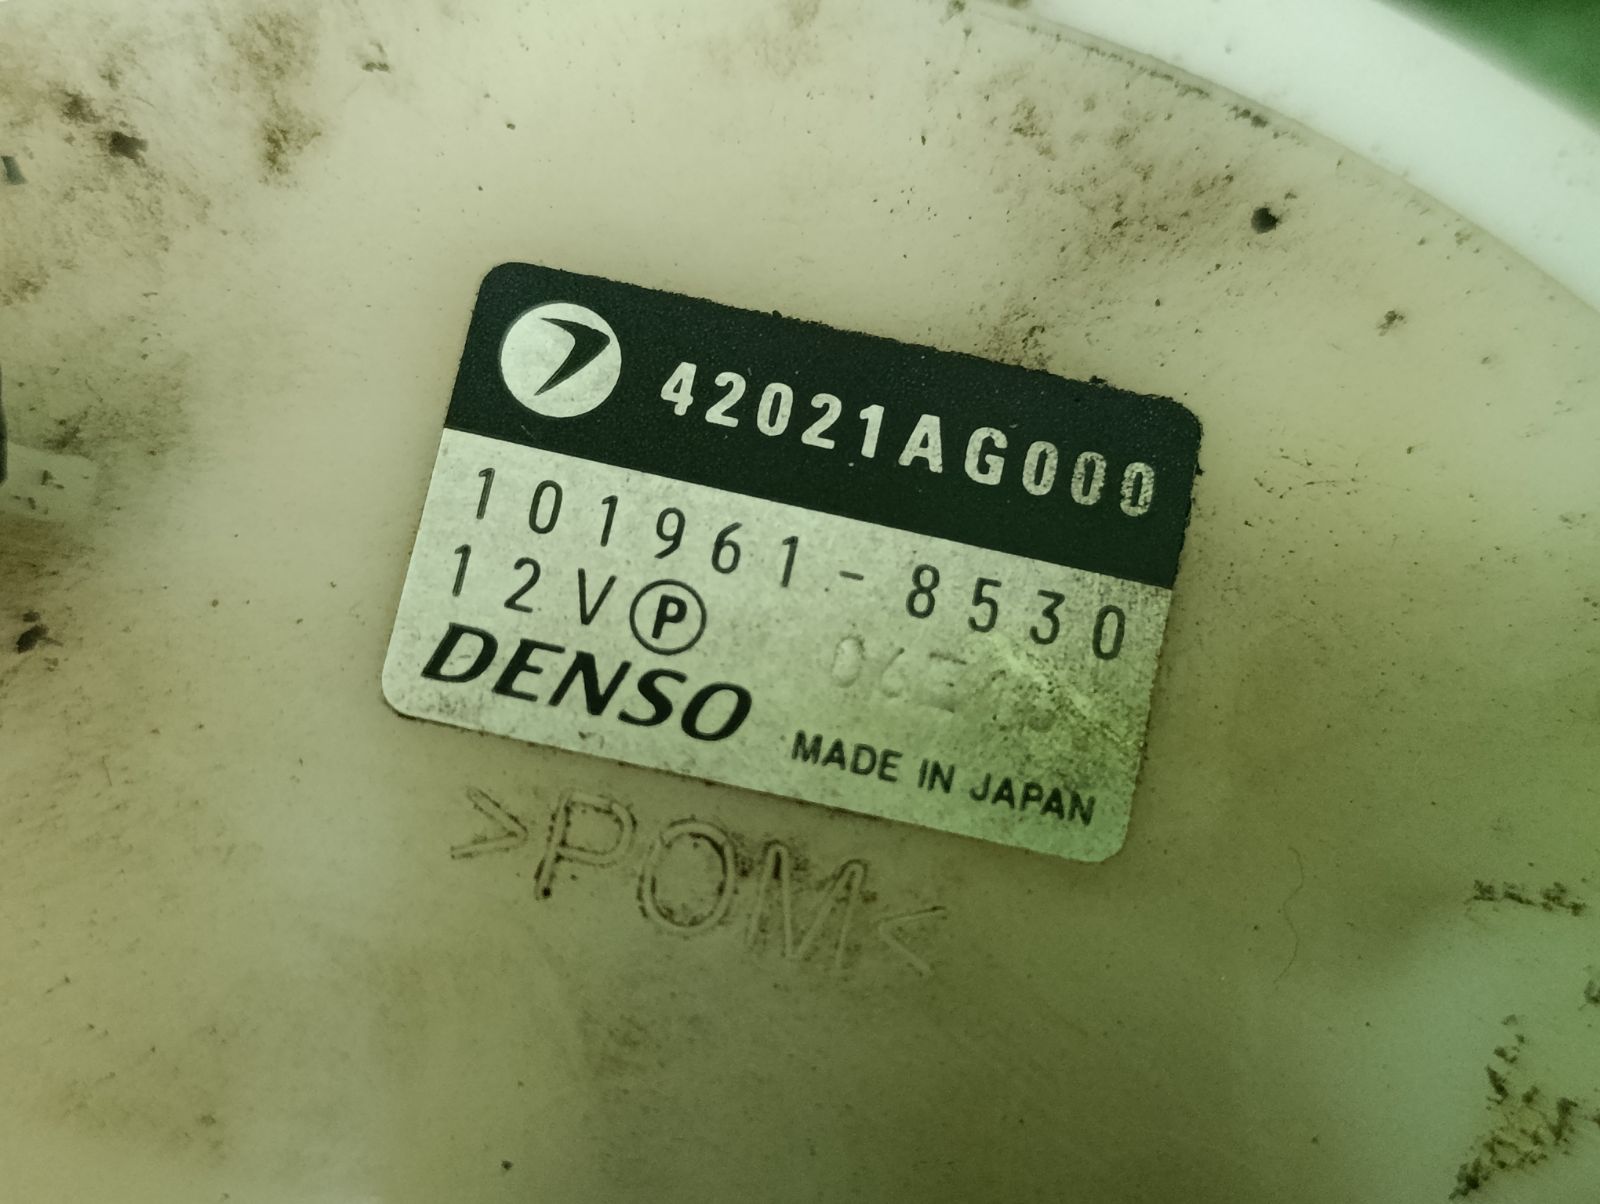 42021AG000
101961-8530
12V Ⓟ
DENSO
MADE IN JAPAN
>POM<